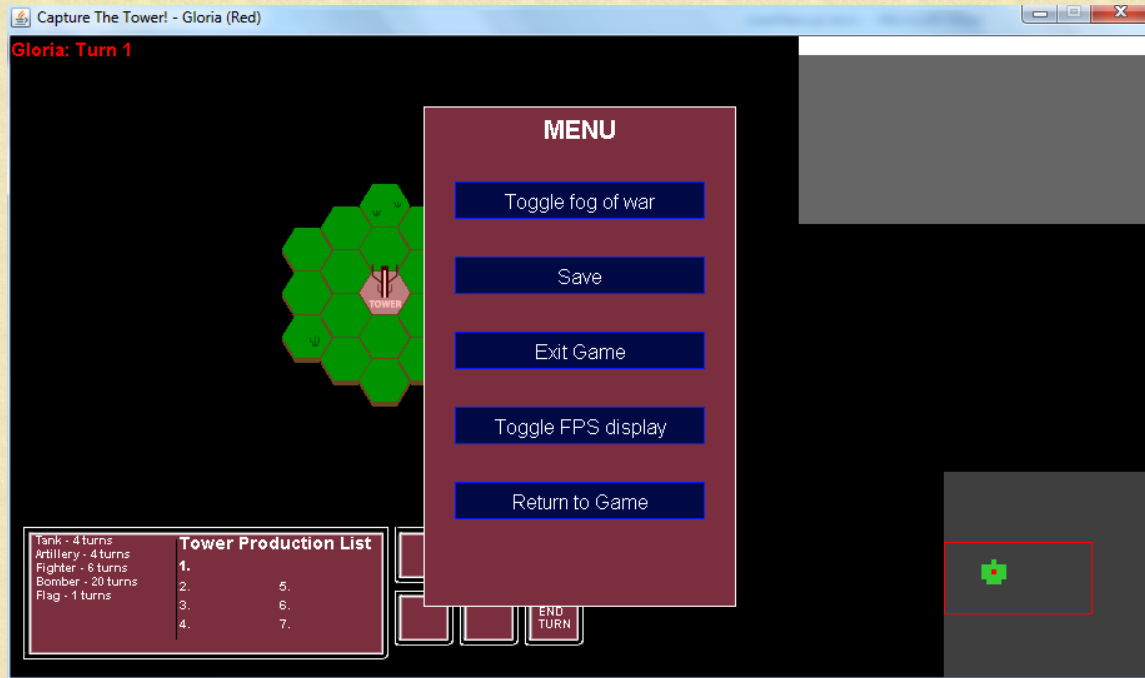 Capture The Tower! - Gloria (Red)
Gloria: Turn 1
MENU
Toggle fog of war
Save
Exit Game
Toggle FPS display
Return to Game
TOWER
Tank - 4 turns
Artillery - 4 turns
Fighter - 6 turns
Bomber - 20 turns
Flag - 1 turns
Tower Production List
1.
2.
3.
4.
5.
6.
7.
END
TURN